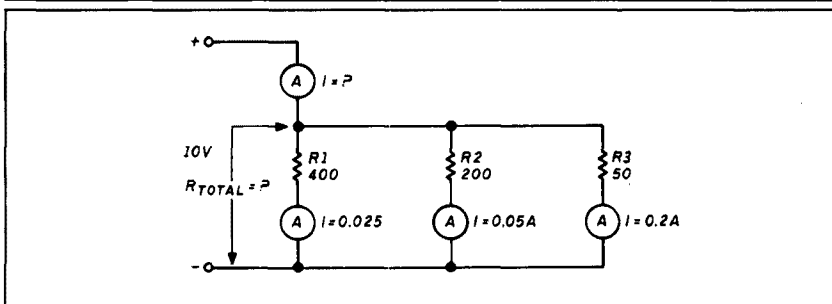 +
A I=?
10V
R1
400
R2
200
R3
50
RTOTAL=?
A I=0.025
A I=0.05A
A I=0.2A
-